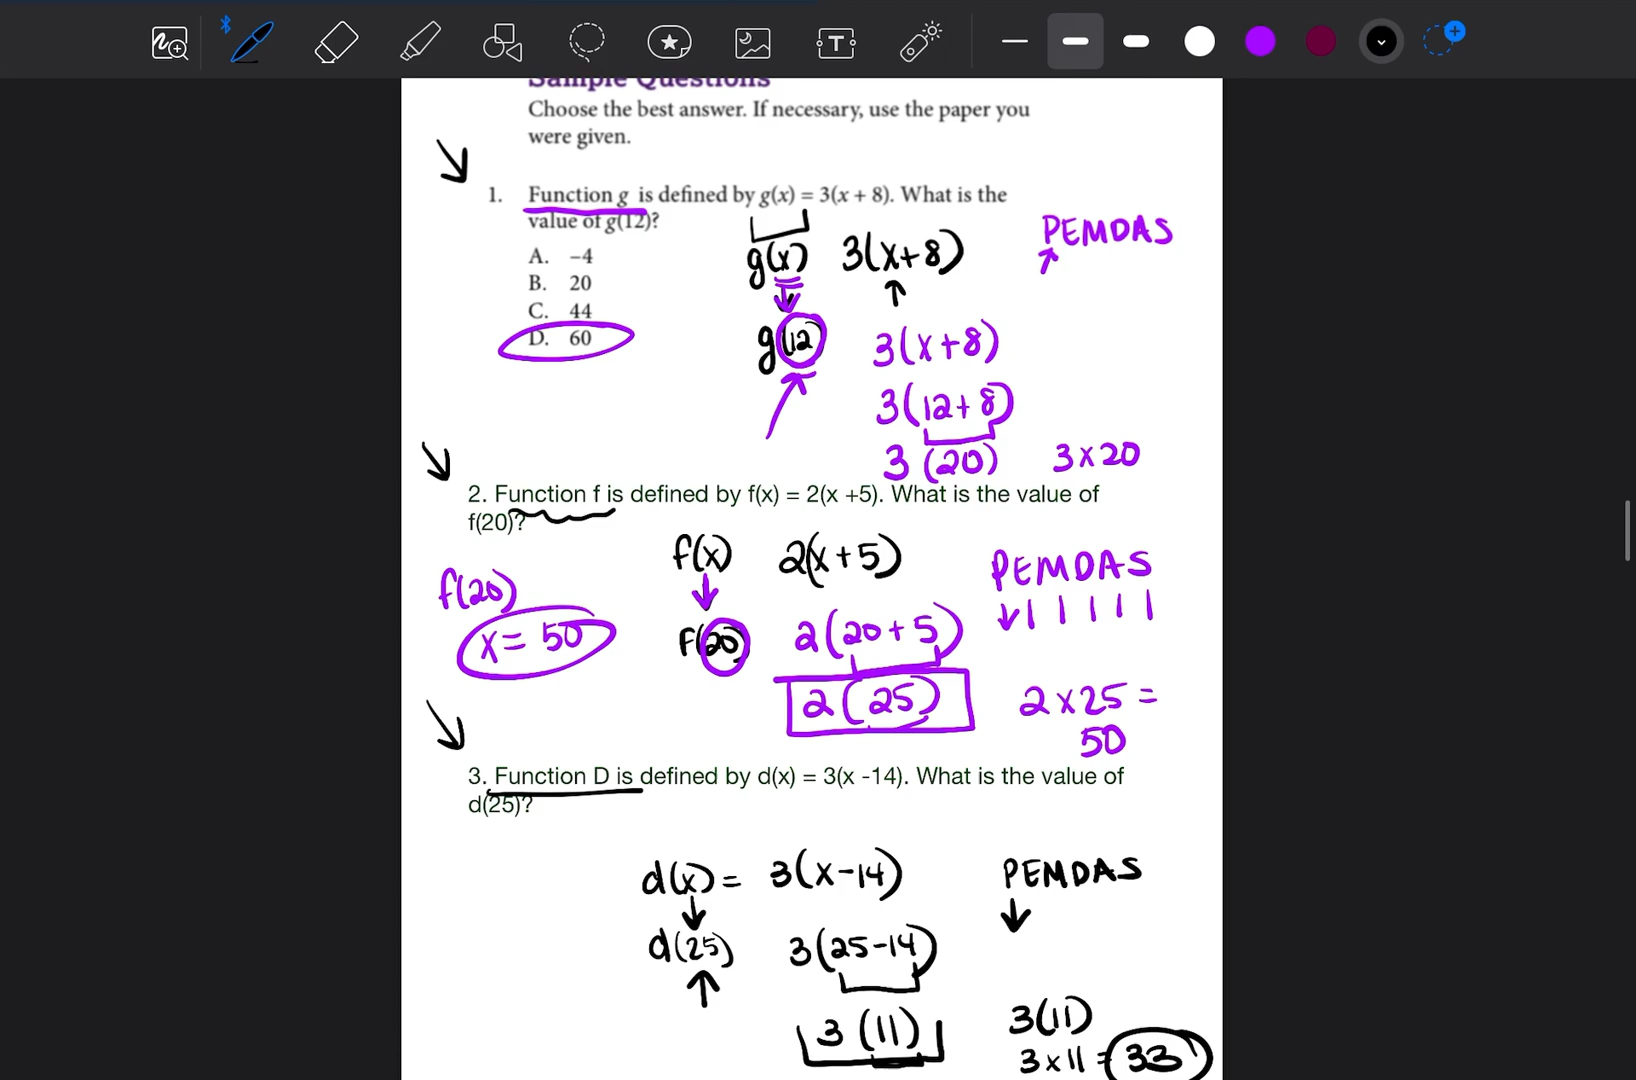 Sample Questions
Choose the best answer. If necessary, use the paper you
were given.
1. Function g is defined by g(x) = 3(x + 8). What is the
value of g(12)?
A. −4
B. 20
C. 44
D. 60
g(x) 3(x+8)
PEMDAS
g(12) 3(x+8)
3(12+8)
3(20) 3x20
2. Function f is defined by f(x) = 2(x +5). What is the value of
f(20)?
f(x) 2(x+5)
PEMDAS
f(20)
x= 50
f(20) 2(20+5)
2(25)
2x25 =
50
3. Function D is defined by d(x) = 3(x -14). What is the value of
d(25)?
d(x)= 3(x-14)
PEMDAS
d(25) 3(25-14)
3(11)
3(11)
3x11 = 33
T